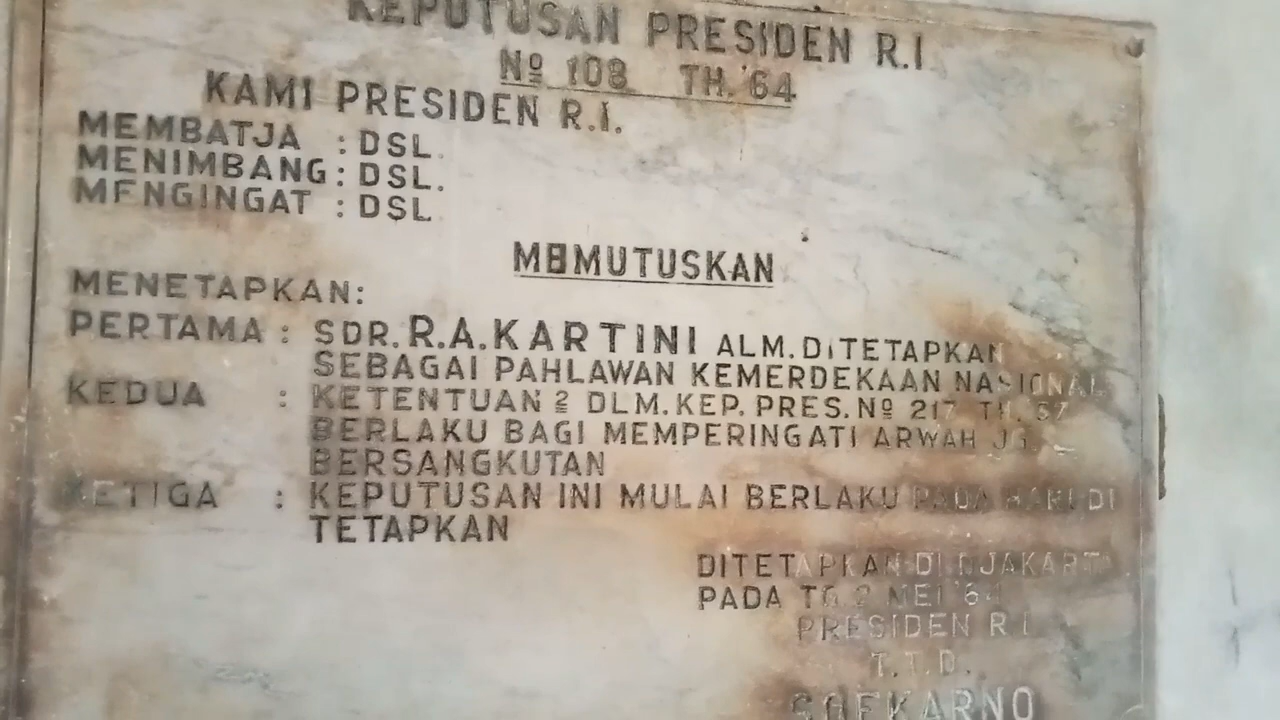 KEPUTUSAN PRESIDEN R.I.
Nº 108 TH.'64
KAMI PRESIDEN R.I.
MEMBATJA : DSL.
MENIMBANG : DSL.
MENGINGAT : DSL
MEMUTUSKAN
MENETAPKAN:
PERTAMA : SDR. R.A. KARTINI ALM. DITETAPKAN
SEBAGAI PAHLAWAN KEMERDEKAAN NASIONAL
KEDUA : KETENTUAN 2 DLM. KEP. PRES. Nº 217 TH. 57
BERLAKU BAGI MEMPERINGATI ARWAH JG.
BERSANGKUTAN
KETIGA : KEPUTUSAN INI MULAI BERLAKU PADA HARI DI
TETAPKAN
DITETAPKAN DI DJAKARTA
PADA TG. 2 MEI '64
PRESIDEN R.I.
T.T.D.
SOEKARNO